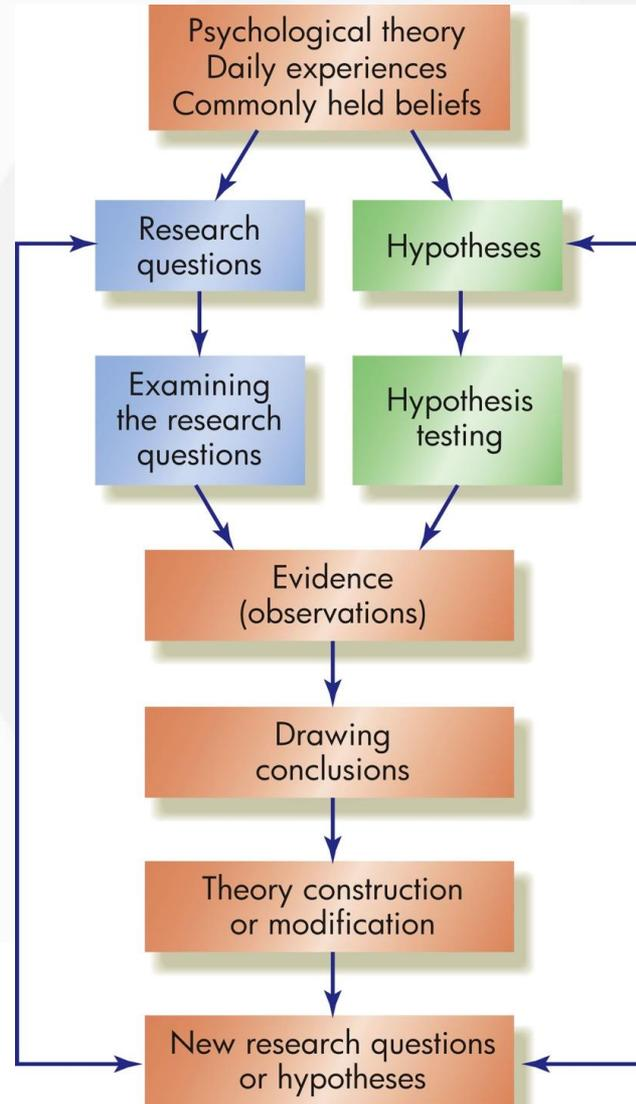 Psychological theory
Daily experiences
Commonly held beliefs
Research
questions
Hypotheses
Examining
the research
questions
Hypothesis
testing
Evidence
(observations)
Drawing
conclusions
Theory construction
or modification
New research questions
or hypotheses